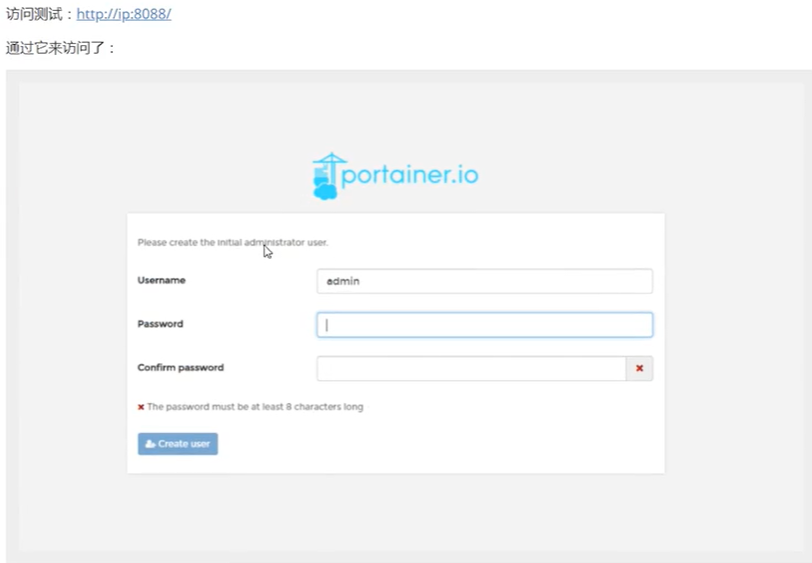 访问测试：http://ip:8088/
通过它来访问了：
portainer.io
Please create the initial administrator user.
Username
admin
Password
Confirm password
The password must be at least 8 characters long
Create user